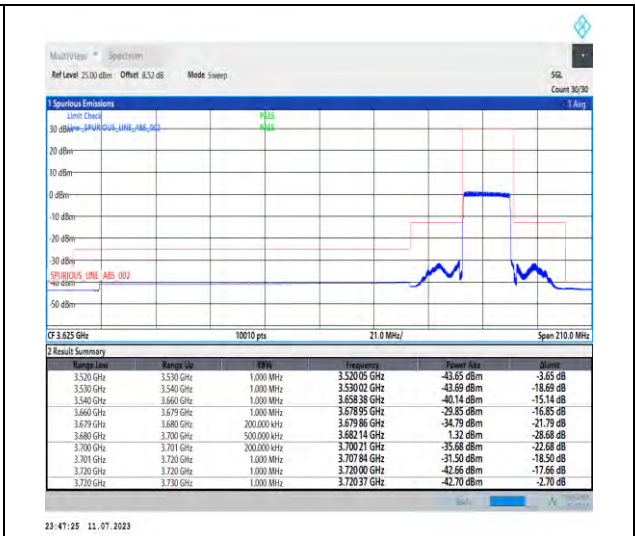 MultiView Spectrum
Ref Level 25.00 dBm Offset 8.52 dB Mode Sweep SGL
Count 30/30
1 Spurious Emissions 1 Avg
Limit Check PASS
30 dBm Line _SPURIOUS_LINE_ABS_002 PASS
20 dBm
10 dBm
0 dBm
-10 dBm
-20 dBm
-30 dBm
SPURIOUS_LINE_ABS_002
-40 dBm
-50 dBm
CF 3.625 GHz 10010 pts 21.0 MHz/ Span 210.0 MHz
2 Result Summary
Range Low Range Up RBW Frequency Power Abs ΔLimit
3.520 GHz 3.530 GHz 1.000 MHz 3.520 05 GHz -43.65 dBm -3.65 dB
3.530 GHz 3.540 GHz 1.000 MHz 3.530 02 GHz -43.69 dBm -18.69 dB
3.540 GHz 3.660 GHz 1.000 MHz 3.658 38 GHz -40.14 dBm -15.14 dB
3.660 GHz 3.679 GHz 1.000 MHz 3.678 95 GHz -29.85 dBm -16.85 dB
3.679 GHz 3.680 GHz 200.000 kHz 3.679 86 GHz -34.79 dBm -21.79 dB
3.680 GHz 3.700 GHz 500.000 kHz 3.682 14 GHz 1.32 dBm -28.68 dB
3.700 GHz 3.701 GHz 200.000 kHz 3.700 21 GHz -35.68 dBm -22.68 dB
3.701 GHz 3.720 GHz 1.000 MHz 3.707 84 GHz -31.50 dBm -18.50 dB
3.720 GHz 3.720 GHz 1.000 MHz 3.720 00 GHz -42.66 dBm -17.66 dB
3.720 GHz 3.730 GHz 1.000 MHz 3.720 37 GHz -42.70 dBm -2.70 dB
23:47:25 11.07.2023